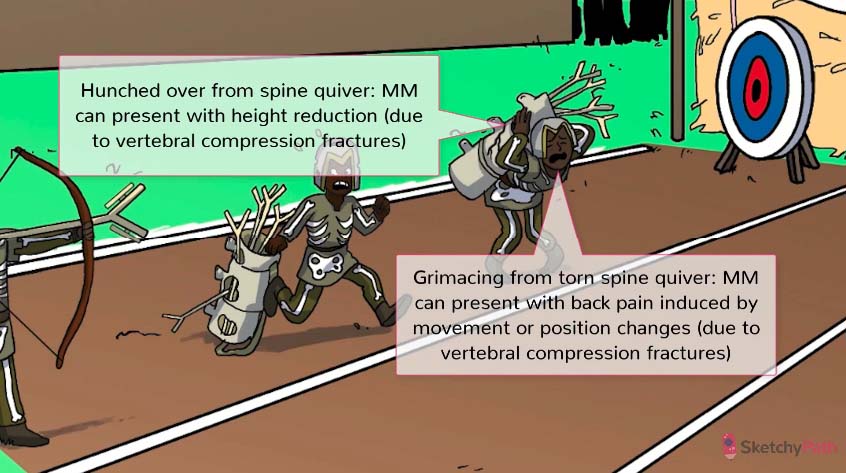 Hunched over from spine quiver: MM
can present with height reduction (due
to vertebral compression fractures)
Grimacing from torn spine quiver: MM
can present with back pain induced by
movement or position changes (due to
vertebral compression fractures)
SketchyPath